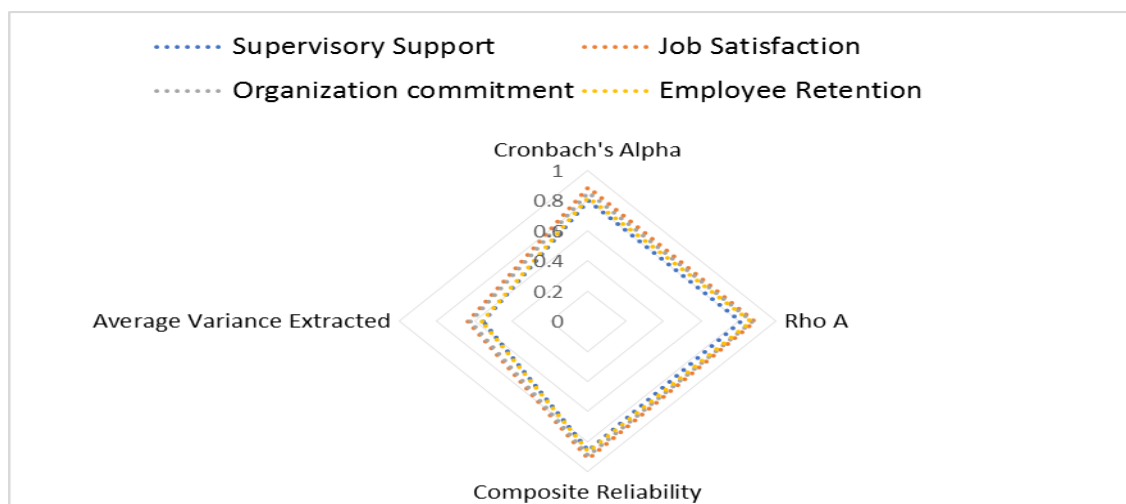 Supervisory Support
Job Satisfaction
Organization commitment
Employee Retention
Cronbach's Alpha
1
0.8
0.6
0.4
0.2
0
Average Variance Extracted
Rho A
Composite Reliability